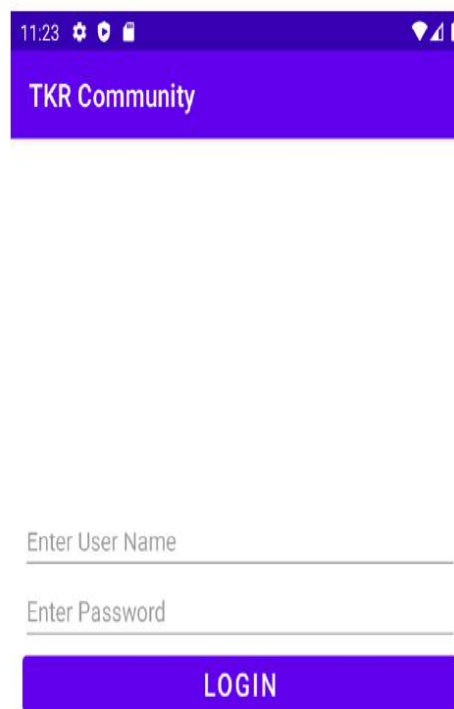 11:23
TKR Community
Enter User Name
Enter Password
LOGIN